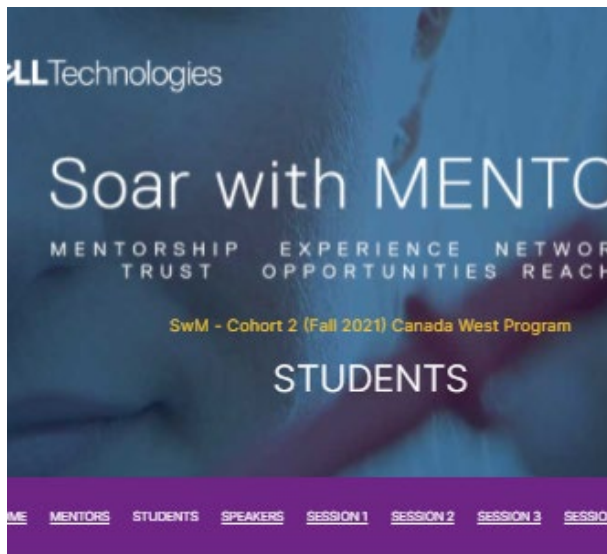 LLTechnologies
Soar with MENTO
MENTORSHIP EXPERIENCE NETWOR
TRUST OPPORTUNITIES REACH
SwM - Cohort 2 (Fall 2021) Canada West Program
STUDENTS
ME MENTORS STUDENTS SPEAKERS SESSION 1 SESSION 2 SESSION 3 SESSIO